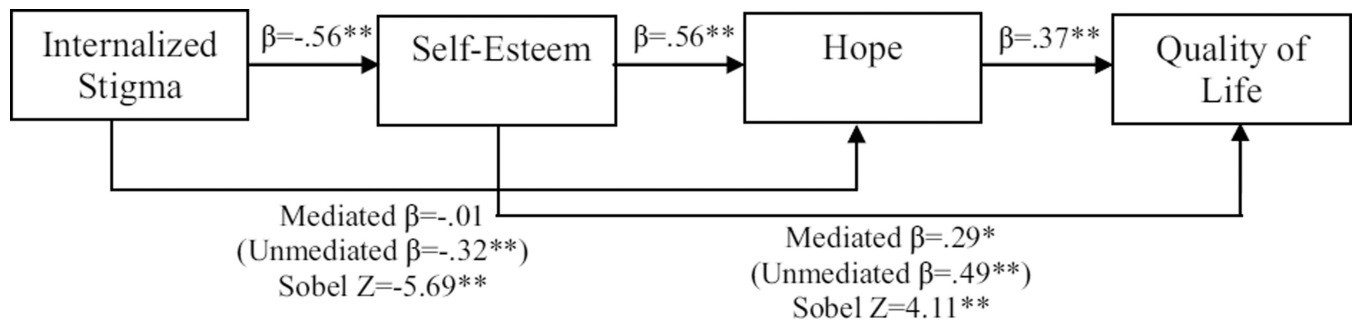 Internalized
Stigma
β=-.56**
Self-Esteem
β=.56**
Hope
β=.37**
Quality of
Life
Mediated β=-.01
(Unmediated β=-.32**)
Sobel Z=-5.69**
Mediated β=.29*
(Unmediated β=.49**)
Sobel Z=4.11**